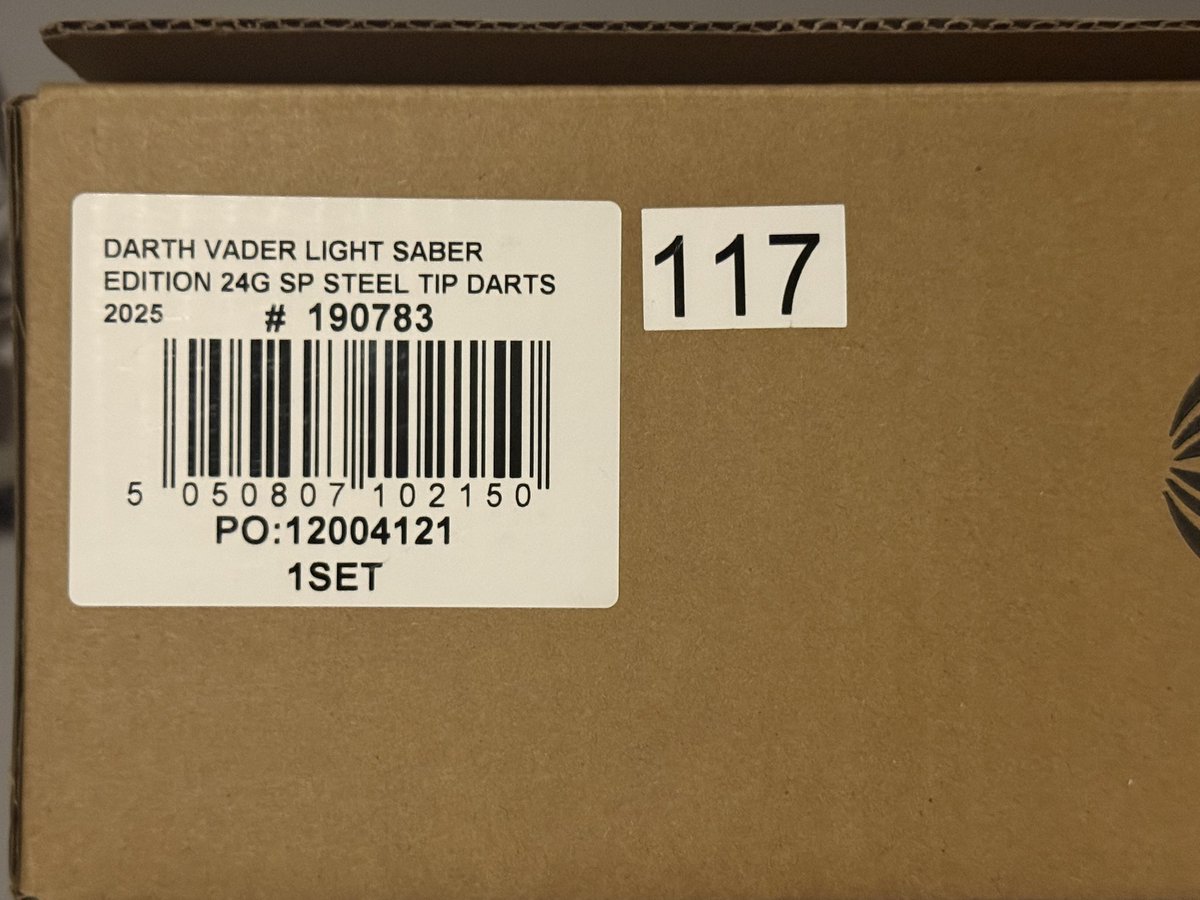 DARTH VADER LIGHT SABER
EDITION 24G SP STEEL TIP DARTS
2025 # 190783
5 050807 102150
PO:12004121
1SET
117